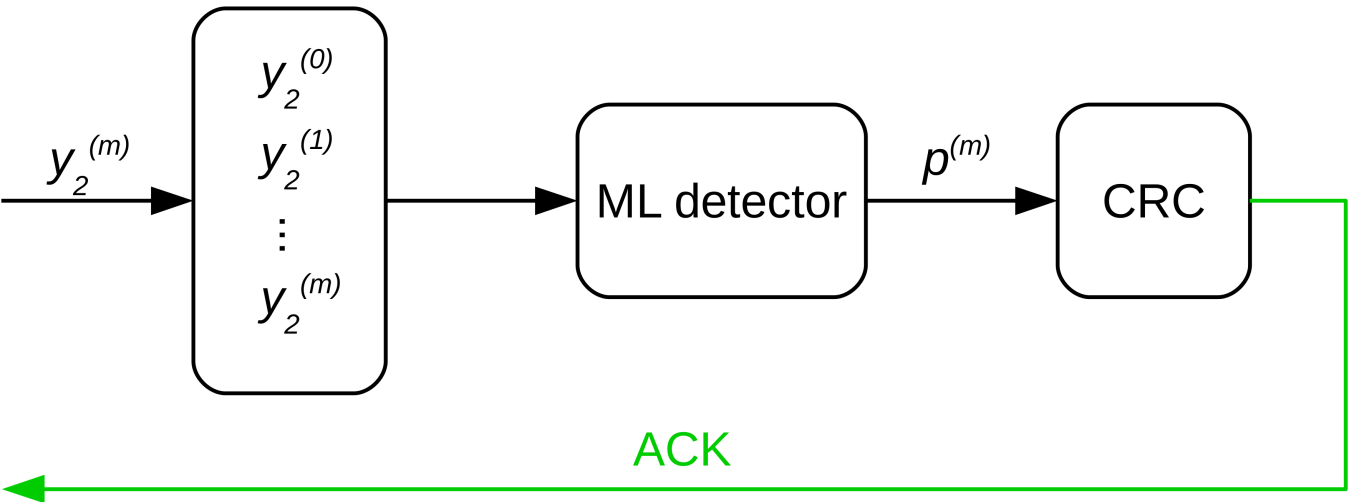 y₂⁽ᵐ⁾
y₂⁽⁰⁾
y₂⁽¹⁾
⋮
y₂⁽ᵐ⁾
ML detector
p⁽ᵐ⁾
CRC
ACK